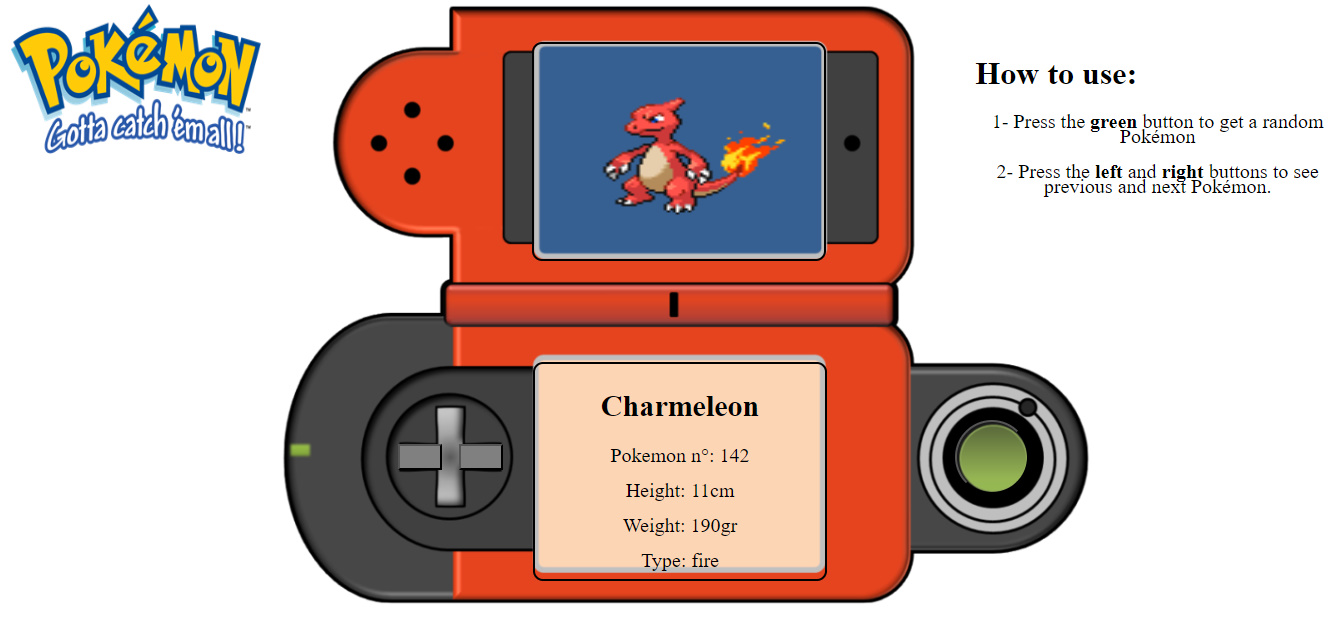 POKéMON
Gotta catch 'em all!
How to use:
1- Press the green button to get a random
Pokémon
2- Press the left and right buttons to see
previous and next Pokémon.
Charmeleon
Pokemon n°: 142
Height: 11cm
Weight: 190gr
Type: fire